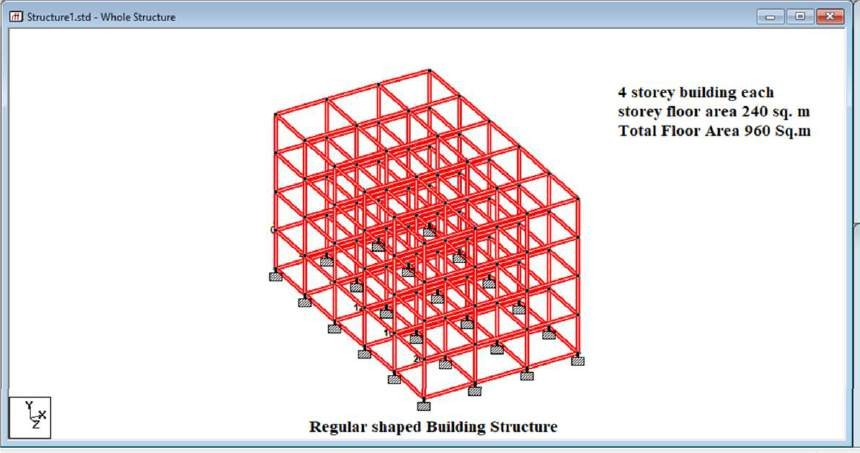 Structure1.std - Whole Structure
4 storey building each
storey floor area 240 sq. m
Total Floor Area 960 Sq.m
Y
X
Z
Regular shaped Building Structure